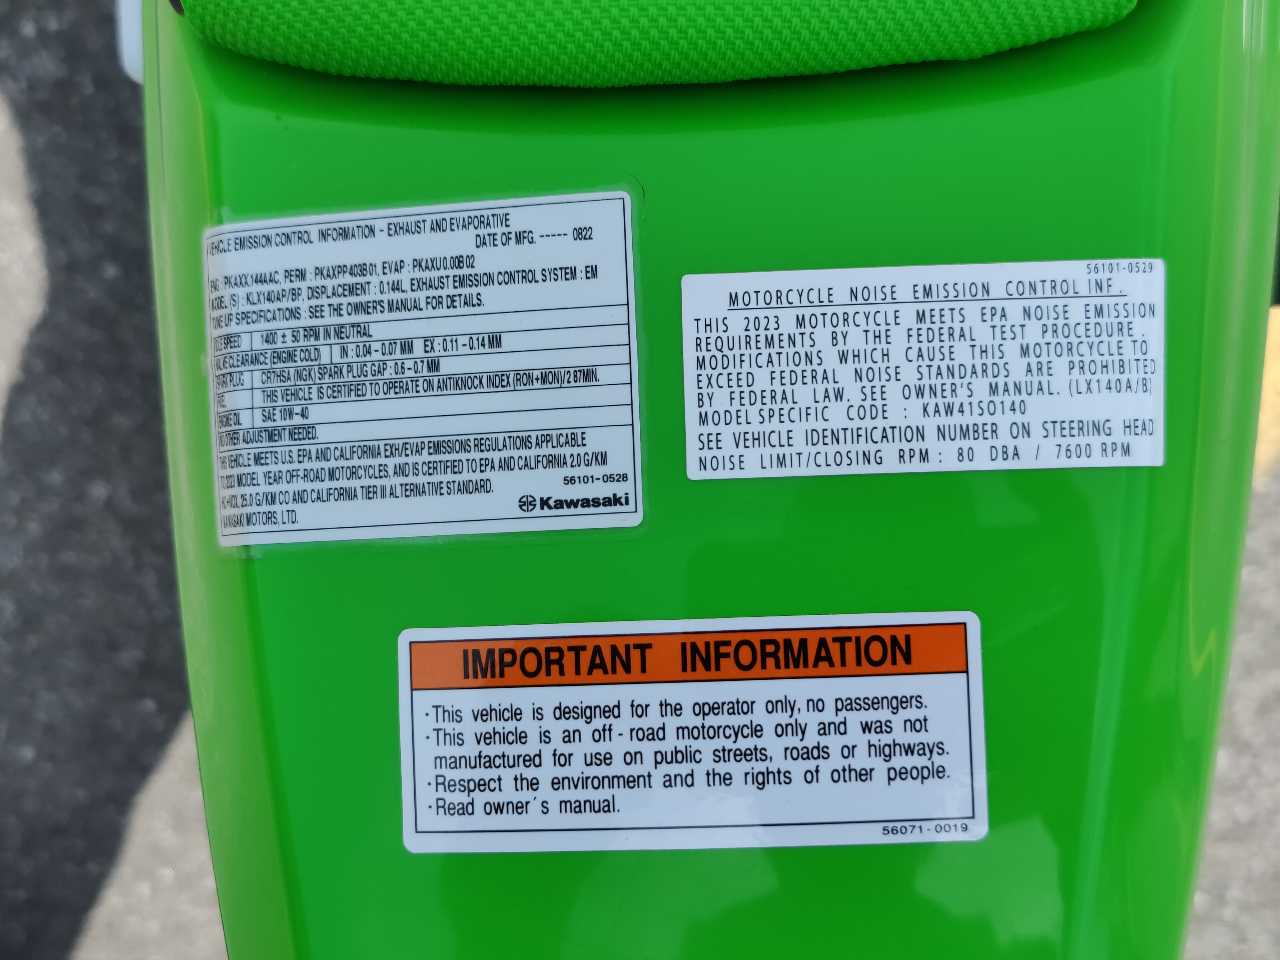 VEHICLE EMISSION CONTROL INFORMATION - EXHAUST AND EVAPORATIVE
DATE OF MFG. ----- 0822
ENG : PKAXX.144AAC, PERM : PKAXPP403B01, EVAP : PKAXU0.00B02
MODEL (S) : KLX140AP/BP, DISPLACEMENT : 0.144L, EXHAUST EMISSION CONTROL SYSTEM : EM
TUNE UP SPECIFICATIONS : SEE THE OWNER'S MANUAL FOR DETAILS.
SPEED 1400 ± 50 RPM IN NEUTRAL
VALVE CLEARANCE (ENGINE COLD) IN : 0.04 - 0.07 MM EX : 0.11 - 0.14 MM
SPARK PLUG CR7HSA (NGK) SPARK PLUG GAP : 0.6 - 0.7 MM
THIS VEHICLE IS CERTIFIED TO OPERATE ON ANTIKNOCK INDEX (RON+MON)/2 87MIN.
ENGINE OIL SAE 10W-40
NO OTHER ADJUSTMENT NEEDED.
THIS VEHICLE MEETS U.S. EPA AND CALIFORNIA EXH/EVAP EMISSIONS REGULATIONS APPLICABLE
TO 2023 MODEL YEAR OFF-ROAD MOTORCYCLES, AND IS CERTIFIED TO EPA AND CALIFORNIA 2.0 G/KM
25.0 G/KM CO AND CALIFORNIA TIER III ALTERNATIVE STANDARD.
56101-0528
KAWASAKI MOTORS, LTD.
Kawasaki
56101-0529
MOTORCYCLE NOISE EMISSION CONTROL INF.
THIS 2023 MOTORCYCLE MEETS EPA NOISE EMISSION
REQUIREMENTS BY THE FEDERAL TEST PROCEDURE.
MODIFICATIONS WHICH CAUSE THIS MOTORCYCLE TO
EXCEED FEDERAL NOISE STANDARDS ARE PROHIBITED
BY FEDERAL LAW. SEE OWNER'S MANUAL. (LX140A/B)
MODEL SPECIFIC CODE : KAW41SO140
SEE VEHICLE IDENTIFICATION NUMBER ON STEERING HEAD
NOISE LIMIT/CLOSING RPM : 80 DBA / 7600 RPM
IMPORTANT INFORMATION
·This vehicle is designed for the operator only, no passengers.
·This vehicle is an off - road motorcycle only and was not
manufactured for use on public streets, roads or highways.
·Respect the environment and the rights of other people.
·Read owner´s manual.
56071-0019